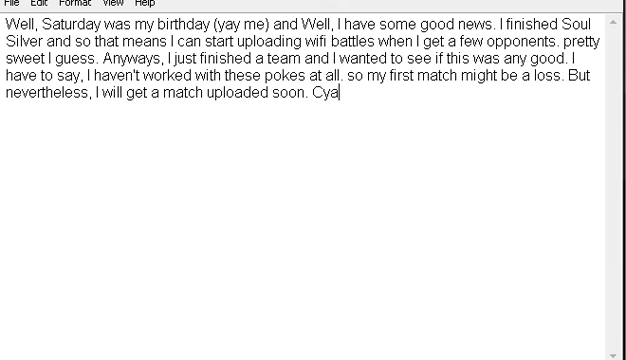 File Edit Format View Help
Well, Saturday was my birthday (yay me) and Well, I have some good news. I finished Soul
Silver and so that means I can start uploading wifi battles when I get a few opponents. pretty
sweet I guess. Anyways, I just finished a team and I wanted to see if this was any good. I
have to say, I haven't worked with these pokes at all. so my first match might be a loss. But
nevertheless, I will get a match uploaded soon. Cya